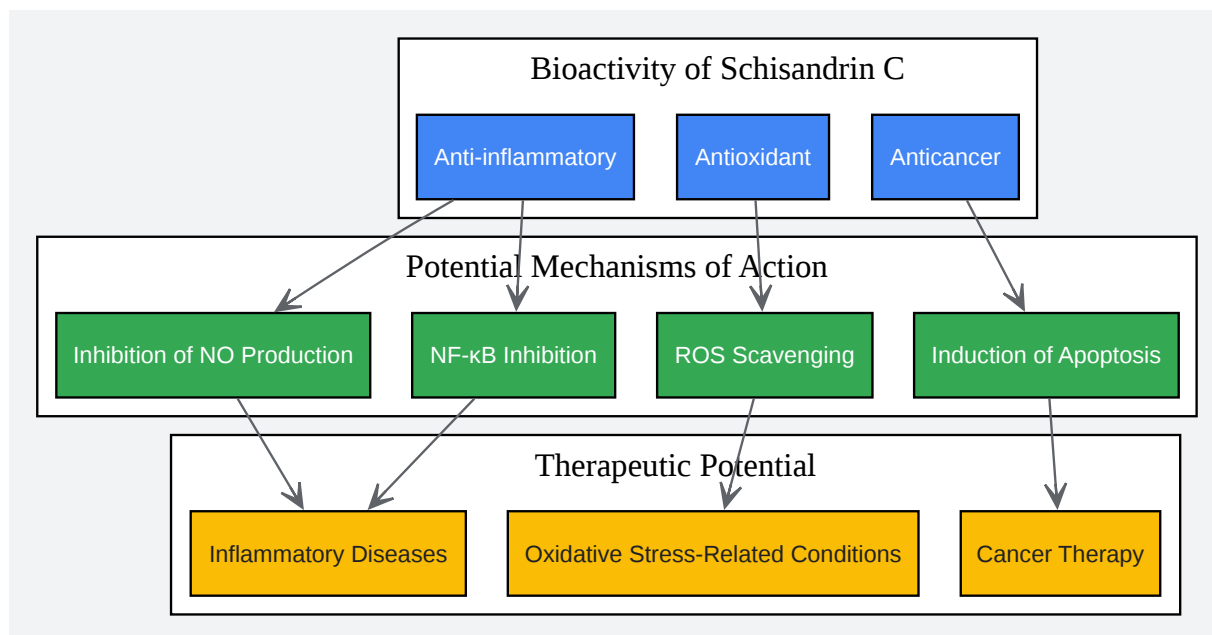 Bioactivity of Schisandrin C
Anti-inflammatory
Antioxidant
Anticancer
Potential Mechanisms of Action
Inhibition of NO Production
NF-κB Inhibition
ROS Scavenging
Induction of Apoptosis
Therapeutic Potential
Inflammatory Diseases
Oxidative Stress-Related Conditions
Cancer Therapy